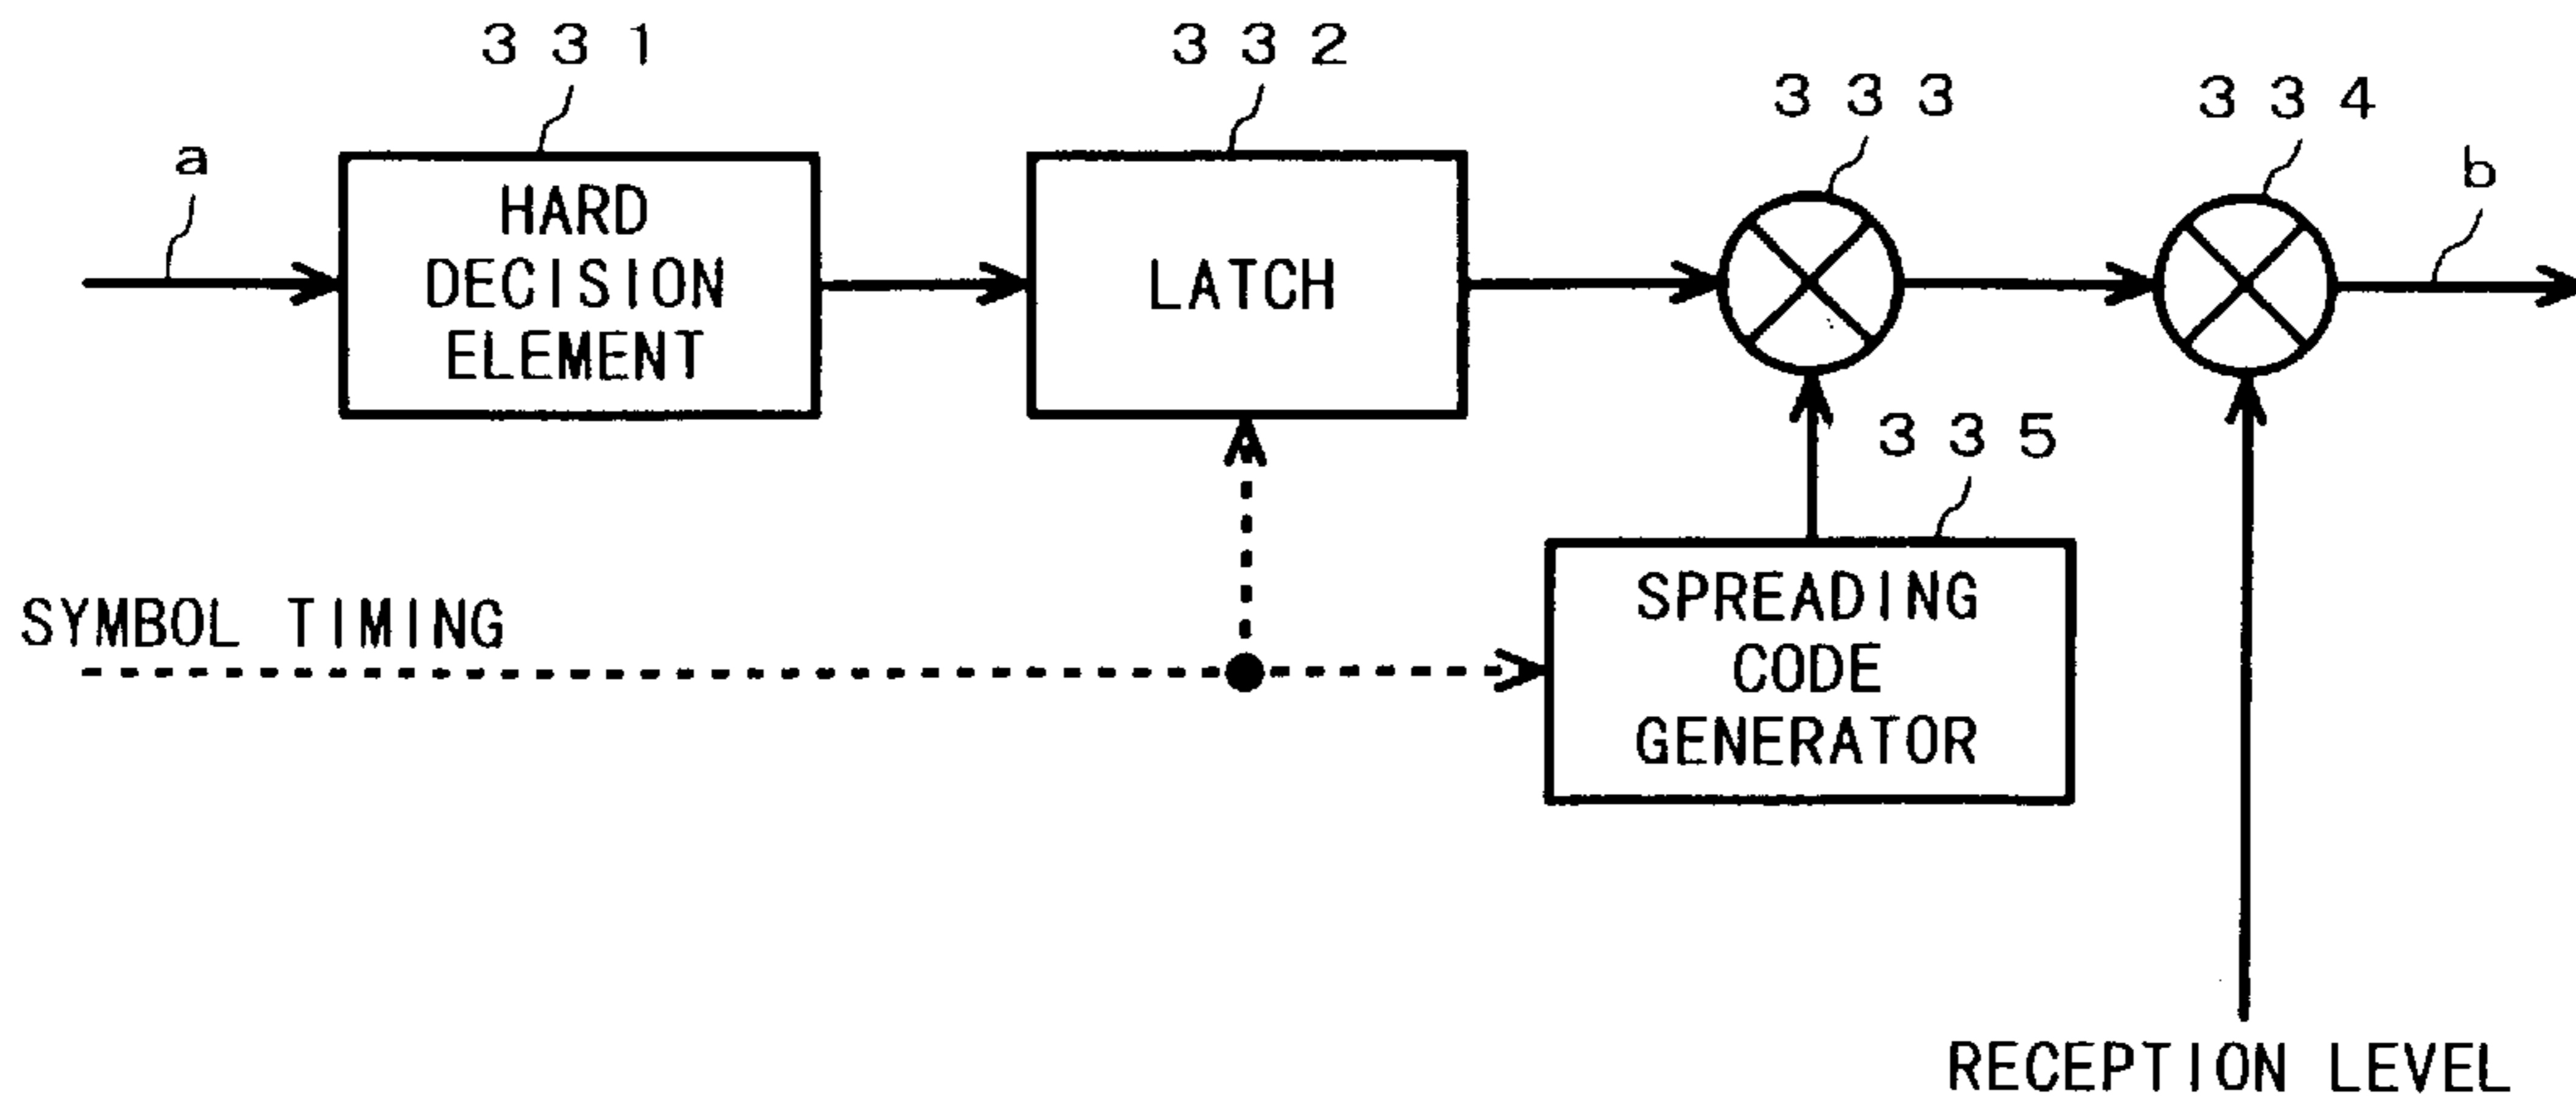 331
332
333
334
a
b
HARD
DECISION
ELEMENT
LATCH
335
SYMBOL TIMING
SPREADING
CODE
GENERATOR
RECEPTION LEVEL